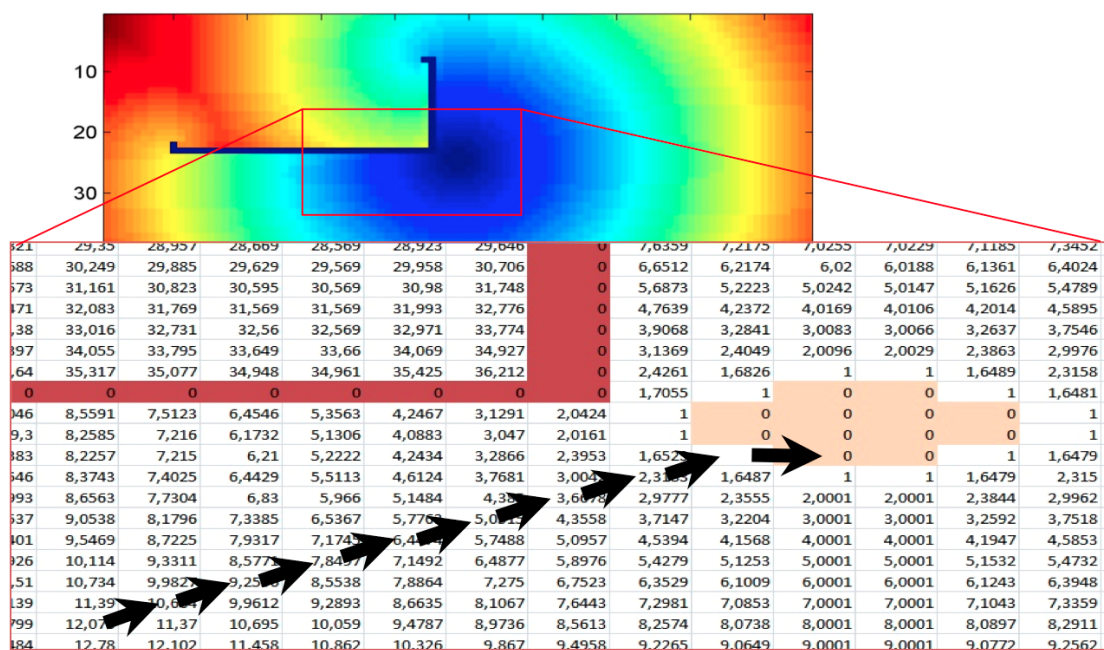 10
20
30
29,35 28,957 28,669 28,569 28,923 29,646 0 7,6359 7,2175 7,0255 7,0229 7,1185 7,3452
30,249 29,885 29,629 29,569 29,958 30,706 0 6,6512 6,2174 6,02 6,0188 6,1361 6,4024
31,161 30,823 30,595 30,569 30,98 31,748 0 5,6873 5,2223 5,0242 5,0147 5,1626 5,4789
32,083 31,769 31,569 31,569 31,993 32,776 0 4,7639 4,2372 4,0169 4,0106 4,2014 4,5895
,38 33,016 32,731 32,56 32,569 32,971 33,774 0 3,9068 3,2841 3,0083 3,0066 3,2637 3,7546
34,055 33,795 33,649 33,66 34,069 34,927 0 3,1369 2,4049 2,0096 2,0029 2,3863 2,9976
,64 35,317 35,077 34,948 34,961 35,425 36,212 0 2,4261 1,6826 1 1 1,6489 2,3158
0 0 0 0 0 0 0 0 1,7055 1 0 0 1 1,6481
046 8,5591 7,5123 6,4546 5,3563 4,2467 3,1291 2,0424 1 0 0 0 0 1
9,3 8,2585 7,216 6,1732 5,1306 4,0883 3,047 2,0161 1 0 0 0 0 1
8,2257 7,215 6,21 5,2222 4,2434 3,2866 2,3953 0 0 1 1,6479
8,3743 7,4025 6,4429 5,5113 4,6124 3,7681 1,6487 1 1 1,6479 2,315
8,6563 7,7304 6,83 5,966 5,1484 2,9777 2,3555 2,0001 2,0001 2,3844 2,9962
9,0538 8,1796 7,3385 6,5367 4,3558 3,7147 3,2204 3,0001 3,0001 3,2592 3,7518
401 9,5469 8,7225 7,9317 5,7488 5,0957 4,5394 4,1568 4,0001 4,0001 4,1947 4,5853
926 10,114 9,3311 7,1492 6,4877 5,8976 5,4279 5,1253 5,0001 5,0001 5,1532 5,4732
,51 10,734 8,5538 7,8864 7,275 6,7523 6,3529 6,1009 6,0001 6,0001 6,1243 6,3948
11,39 9,9612 9,2893 8,6635 8,1067 7,6443 7,2981 7,0853 7,0001 7,0001 7,1043 7,3359
11,37 10,695 10,059 9,4787 8,9736 8,5613 8,2574 8,0738 8,0001 8,0001 8,0897 8,2911
12,78 12,102 11,458 10,862 10,326 9,867 9,4958 9,2265 9,0649 9,0001 9,0001 9,0772 9,2562